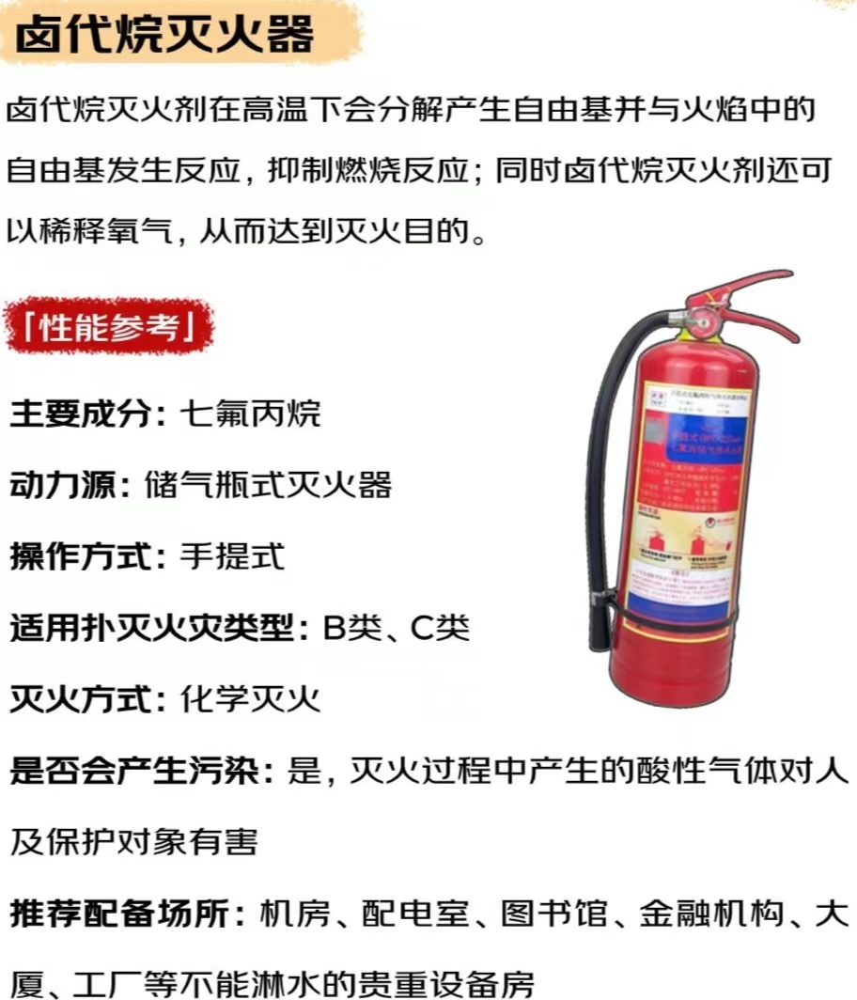 卤代烷灭火器
卤代烷灭火剂在高温下会分解产生自由基并与火焰中的
自由基发生反应，抑制燃烧反应；同时卤代烷灭火剂还可
以稀释氧气，从而达到灭火目的。
「性能参考」
主要成分：七氟丙烷
动力源：储气瓶式灭火器
操作方式：手提式
适用扑灭火灾类型：B类、C类
灭火方式：化学灭火
是否会产生污染：是，灭火过程中产生的酸性气体对人
及保护对象有害
推荐配备场所：机房、配电室、图书馆、金融机构、大
厦、工厂等不能淋水的贵重设备房